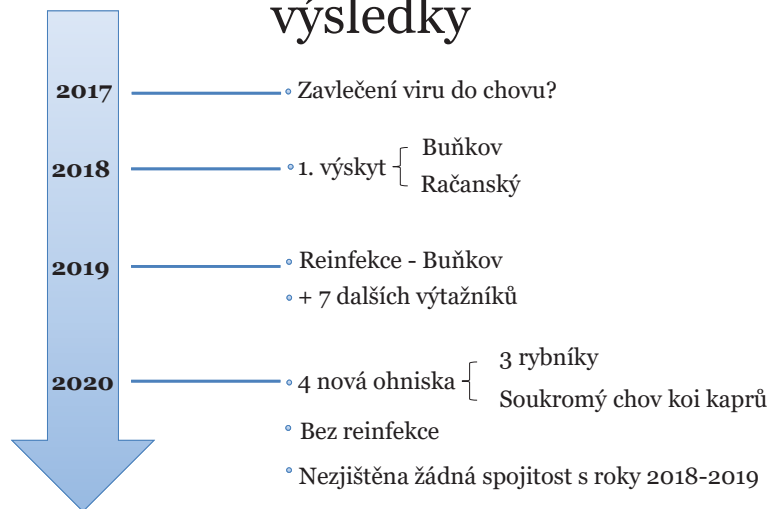 výsledky
2017
Zavlečení viru do chovu?
2018
1. výskyt
Buňkov
Račanský
2019
Reinfekce - Buňkov
+ 7 dalších výtažníků
2020
4 nová ohniska
3 rybníky
Soukromý chov koi kaprů
Bez reinfekce
Nezjištěna žádná spojitost s roky 2018-2019